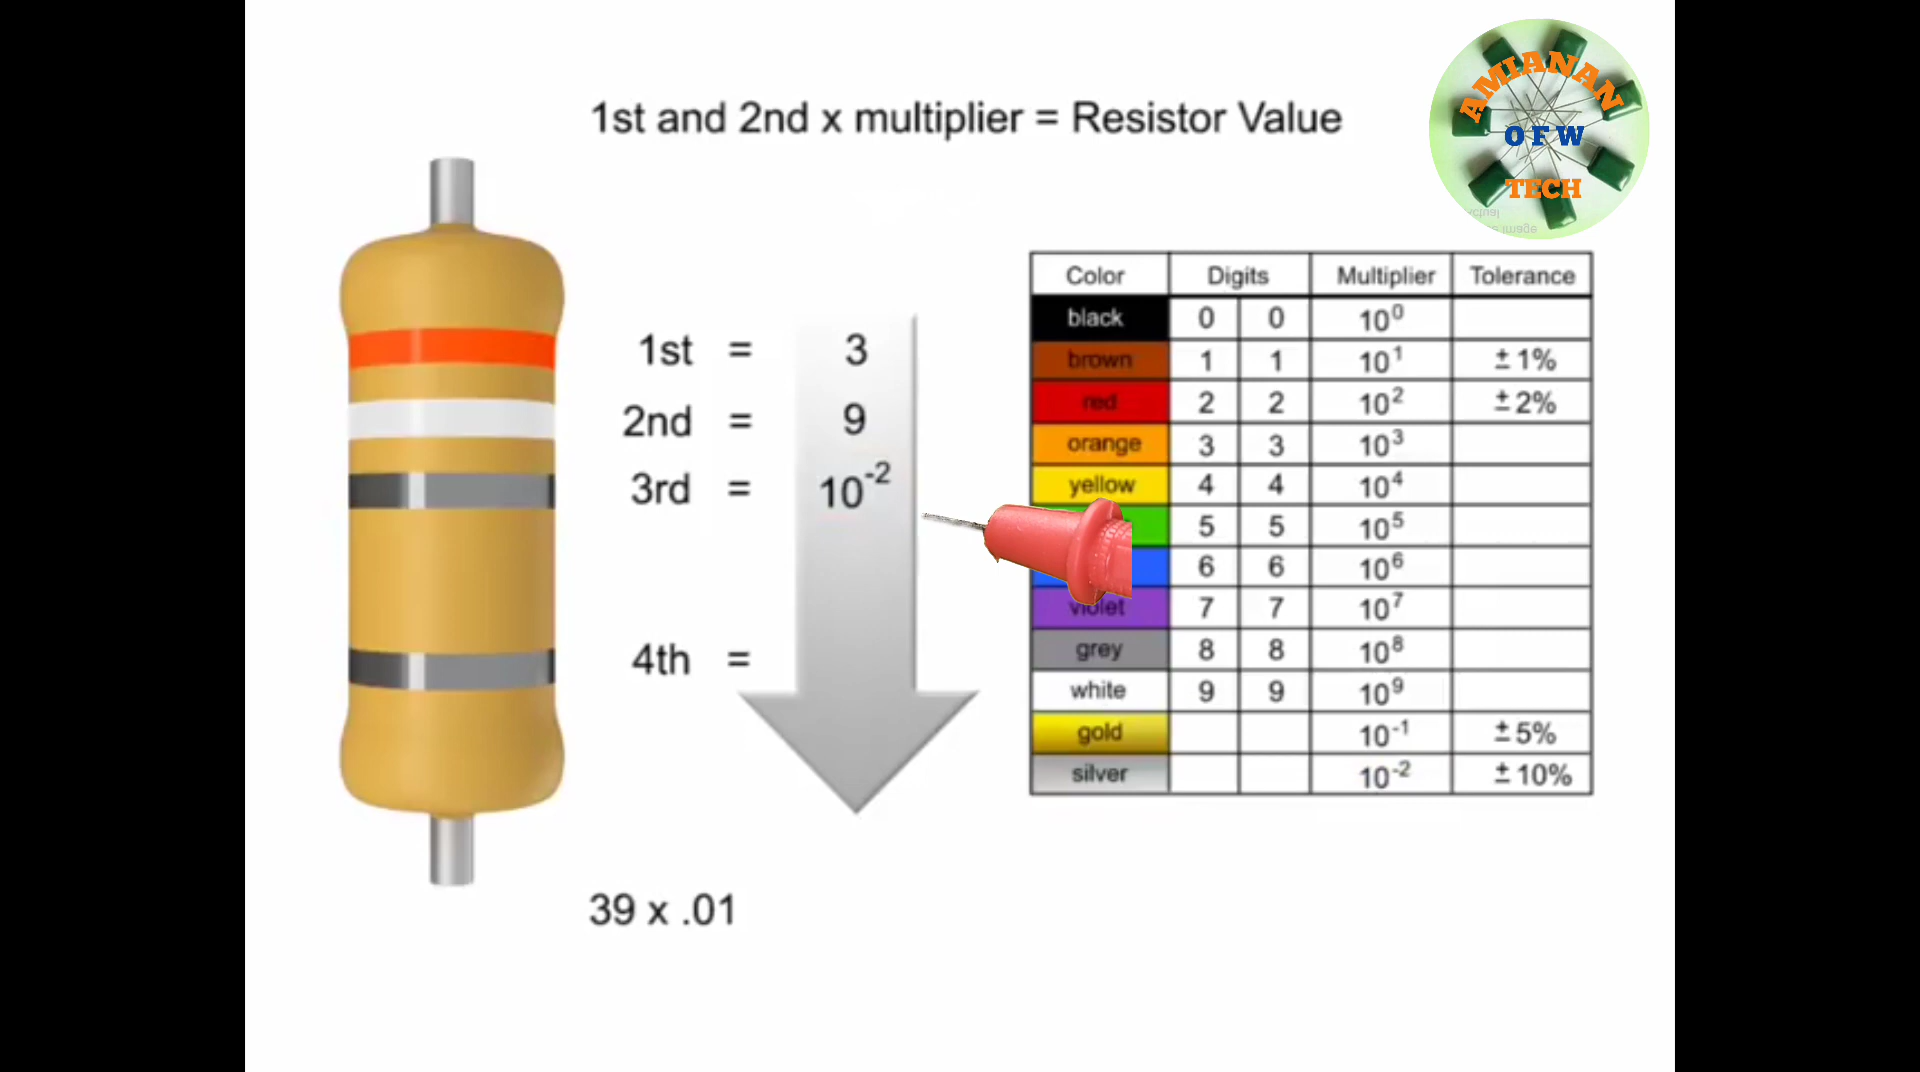 1st and 2nd x multiplier = Resistor Value
AMIANAN
OFW
TECH
1st = 3
2nd = 9
3rd = 10⁻²
4th =
39 x .01
Color Digits Multiplier Tolerance
black 0 0 10⁰
brown 1 1 10¹ ± 1%
red 2 2 10² ± 2%
orange 3 3 10³
yellow 4 4 10⁴
5 5 10⁵
6 6 10⁶
violet 7 7 10⁷
grey 8 8 10⁸
white 9 9 10⁹
gold 10⁻¹ ± 5%
silver 10⁻² ± 10%